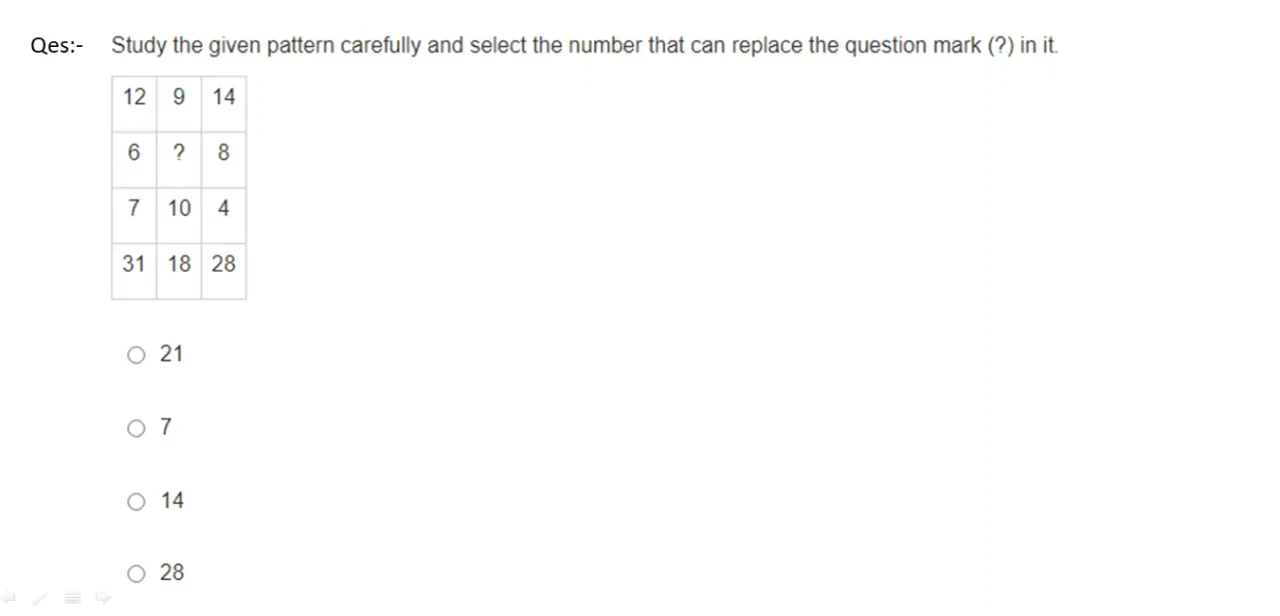 Qes:- Study the given pattern carefully and select the number that can replace the question mark (?) in it.
12 9 14
6 ? 8
7 10 4
31 18 28
21
7
14
28